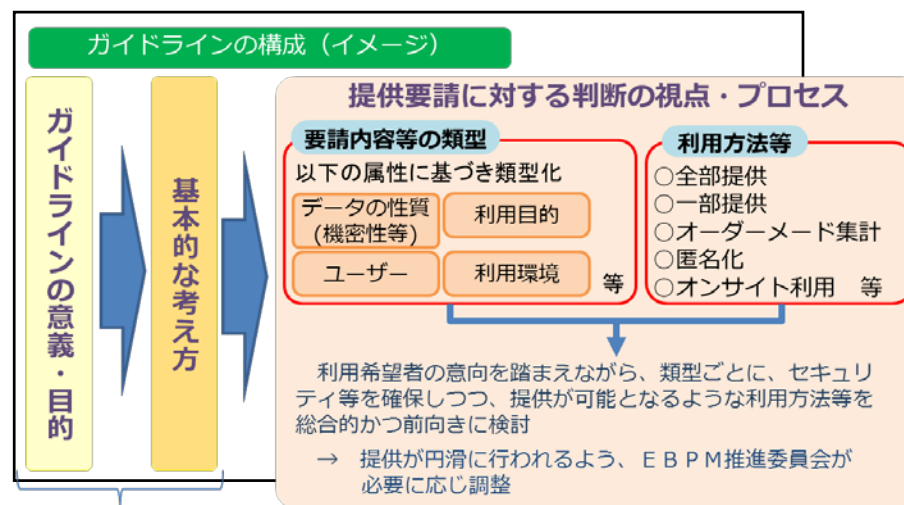 ガイドラインの構成（イメージ）
ガイドラインの意義・目的
基本的な考え方
提供要請に対する判断の視点・プロセス
要請内容等の類型
以下の属性に基づき類型化
データの性質
(機密性等)
利用目的
ユーザー
利用環境
等
利用方法等
○全部提供
○一部提供
○オーダーメード集計
○匿名化
○オンサイト利用　等
利用希望者の意向を踏まえながら、類型ごとに、セキュリ
ティ等を確保しつつ、提供が可能となるような利用方法等を
総合的かつ前向きに検討
→　提供が円滑に行われるよう、ＥＢＰＭ推進委員会が
必要に応じ調整